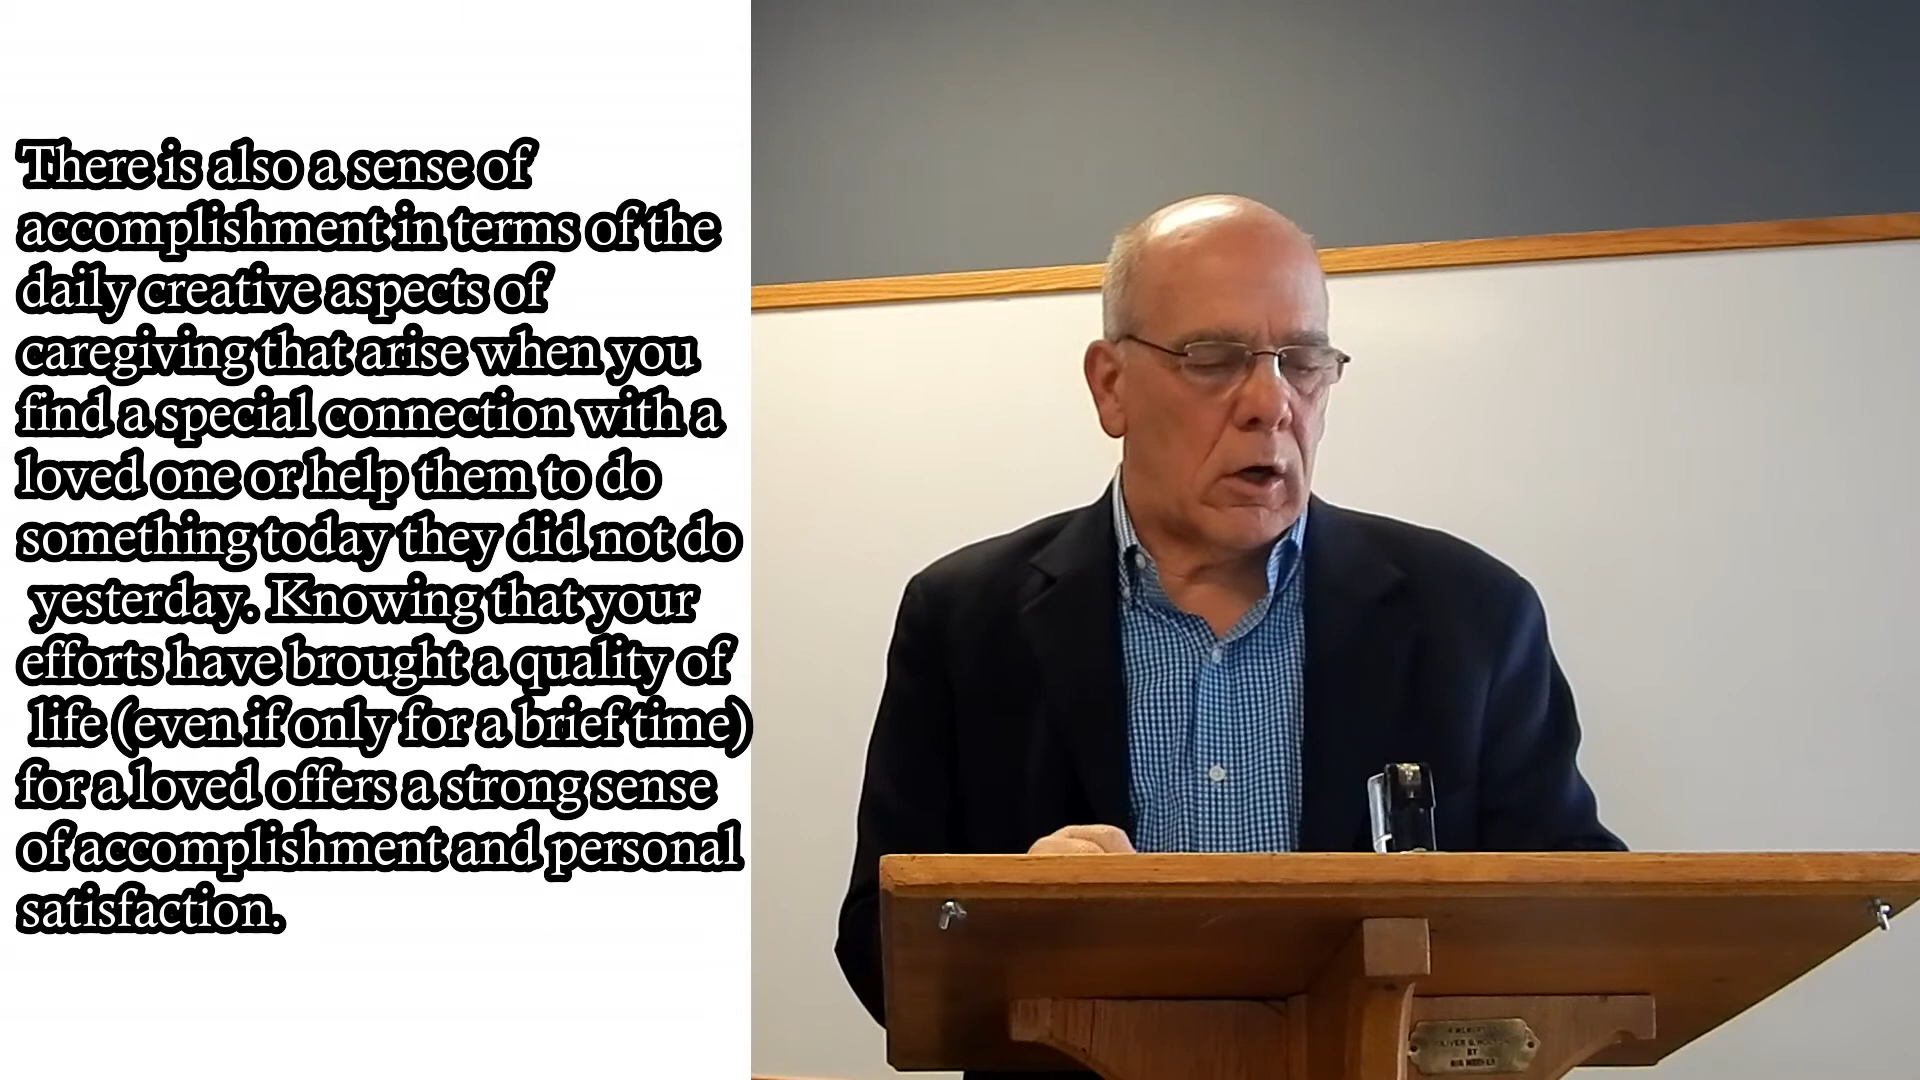 There is also a sense of
accomplishment in terms of the
daily creative aspects of
caregiving that arise when you
find a special connection with a
loved one or help them to do
something today they did not do
yesterday. Knowing that your
efforts have brought a quality of
life (even if only for a brief time)
for a loved offers a strong sense
of accomplishment and personal
satisfaction.
BY